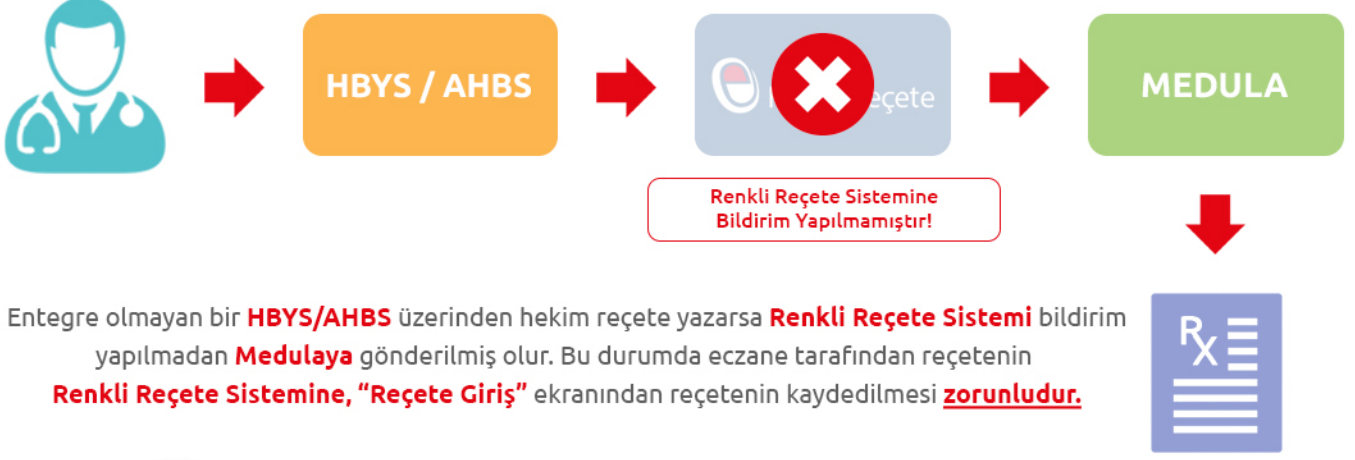 HBYS / AHBS
eçete
MEDULA
Renkli Reçete Sistemine
Bildirim Yapılmamıştır!
Entegre olmayan bir HBYS/AHBS üzerinden hekim reçete yazarsa Renkli Reçete Sistemi bildirim
yapılmadan Medulaya gönderilmiş olur. Bu durumda eczane tarafından reçetenin
Renkli Reçete Sistemine, “Reçete Giriş” ekranından reçetenin kaydedilmesi zorunludur.
Rx